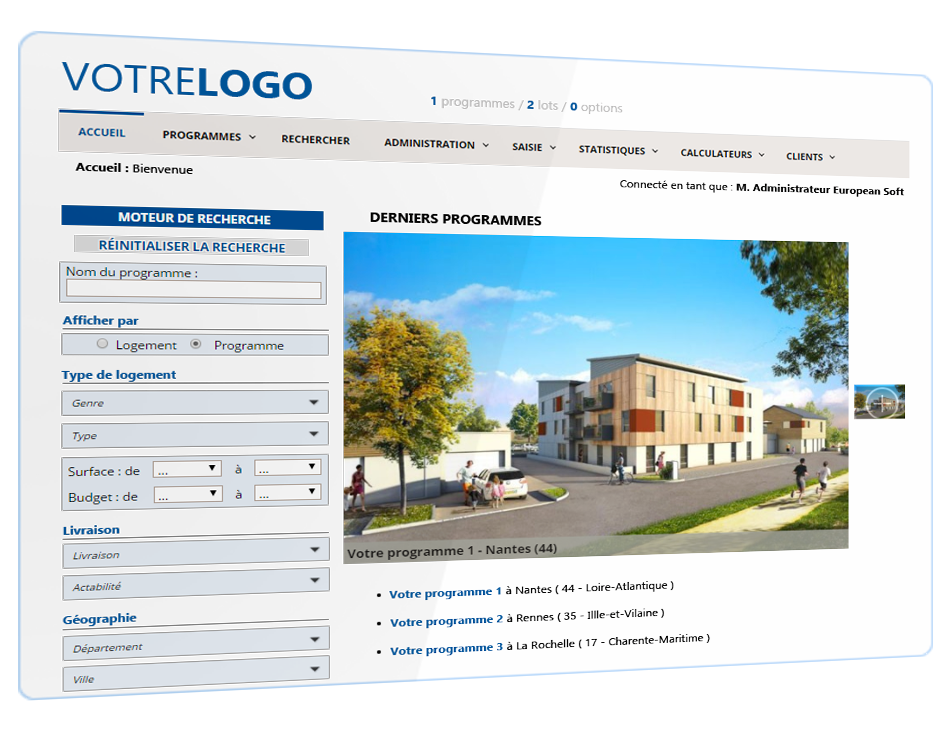 VOTRELOGO
1 programmes / 2 lots / 0 options
ACCUEIL PROGRAMMES RECHERCHER ADMINISTRATION SAISIE STATISTIQUES CALCULATEURS CLIENTS
Accueil : Bienvenue
Connecté en tant que : M. Administrateur European Soft
MOTEUR DE RECHERCHE
RÉINITIALISER LA RECHERCHE
Nom du programme :
Afficher par
Logement Programme
Type de logement
Genre
Type
Surface : de ... à ...
Budget : de ... à ...
Livraison
Livraison
Actabilité
Géographie
Département
Ville
DERNIERS PROGRAMMES
Votre programme 1 - Nantes (44)
• Votre programme 1 à Nantes ( 44 - Loire-Atlantique )
• Votre programme 2 à Rennes ( 35 - Illle-et-Vilaine )
• Votre programme 3 à La Rochelle ( 17 - Charente-Maritime )